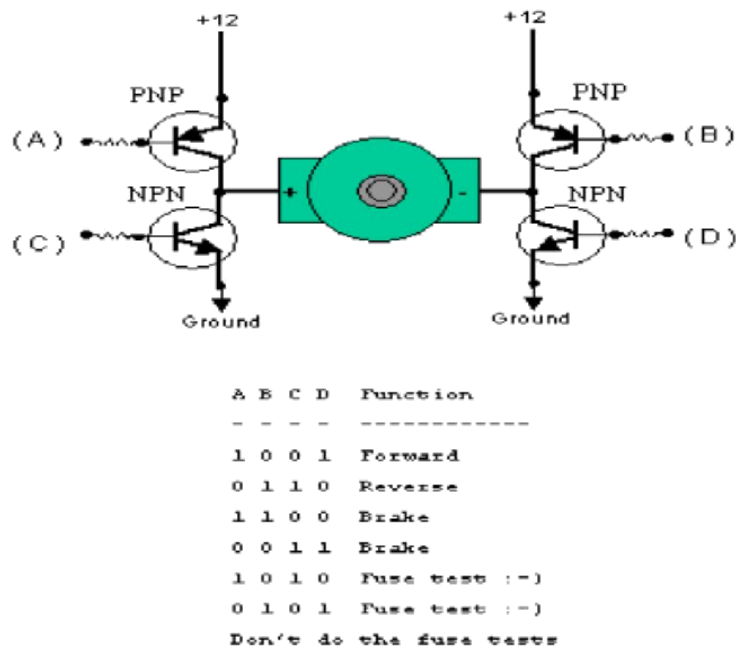 +12 +12
PNP PNP
(A) (B)
NPN NPN
+ -
(C) (D)
Ground Ground
A B C D Function
- - - - -------------
1 0 0 1 Forward
0 1 1 0 Reverse
1 1 0 0 Brake
0 0 1 1 Brake
1 0 1 0 Fuse test :-)
0 1 0 1 Fuse test :-)
Don't do the fuse tests